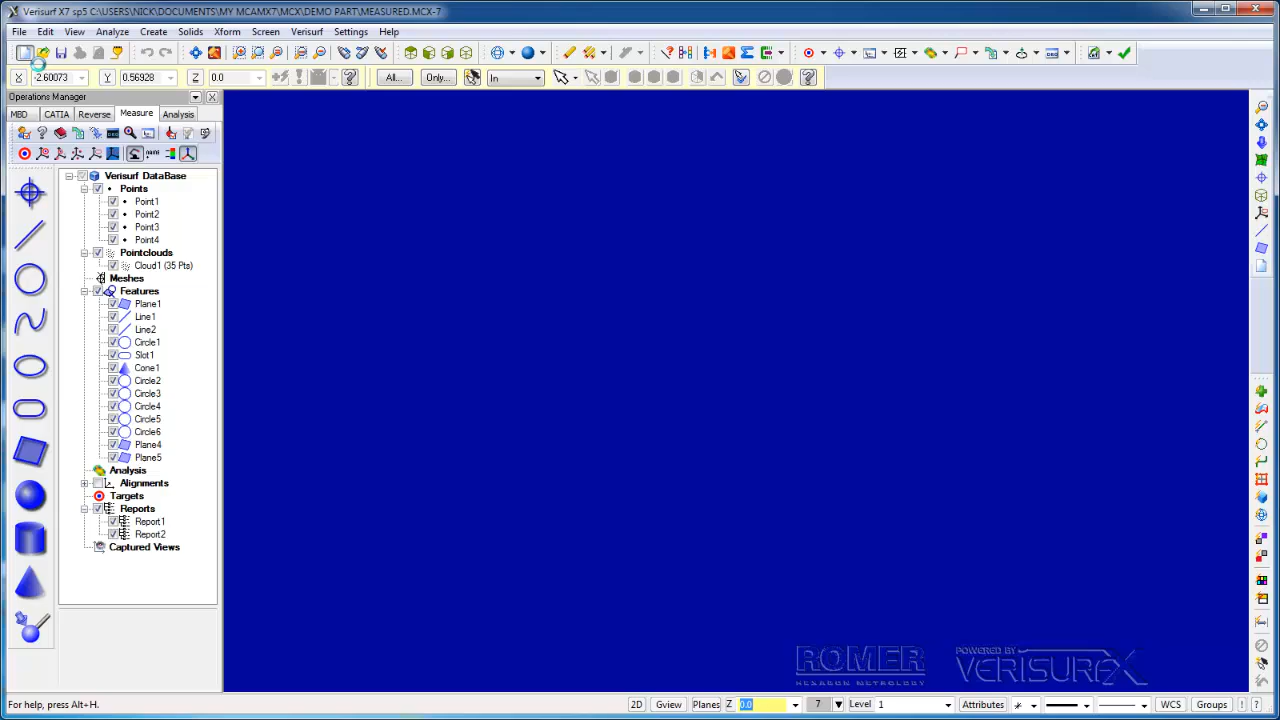 Verisurf X7 sp5 C:\USERS\NICK\DOCUMENTS\MY MCAMX7\MCX\DEMO PART\MEASURED.MCX-7
File Edit View Analyze Create Solids Xform Screen Verisurf Settings Help
X -2.60073 Y 0.56928 Z 0.0 All... Only... In
Operations Manager
MBD CATIA Reverse Measure Analysis
Verisurf DataBase
Points
Point1
Point2
Point3
Point4
Pointclouds
Cloud1 (35 Pts)
Meshes
Features
Plane1
Line1
Line2
Circle1
Slot1
Cone1
Circle2
Circle3
Circle4
Circle5
Circle6
Plane4
Plane5
Analysis
Alignments
Targets
Reports
Report1
Report2
Captured Views
ROMER
HEXAGON METROLOGY
POWERED BY
VERISURF X
For help, press Alt+H. 2D Gview Planes Z 0.0 7 Level 1 Attributes WCS Groups ! ?